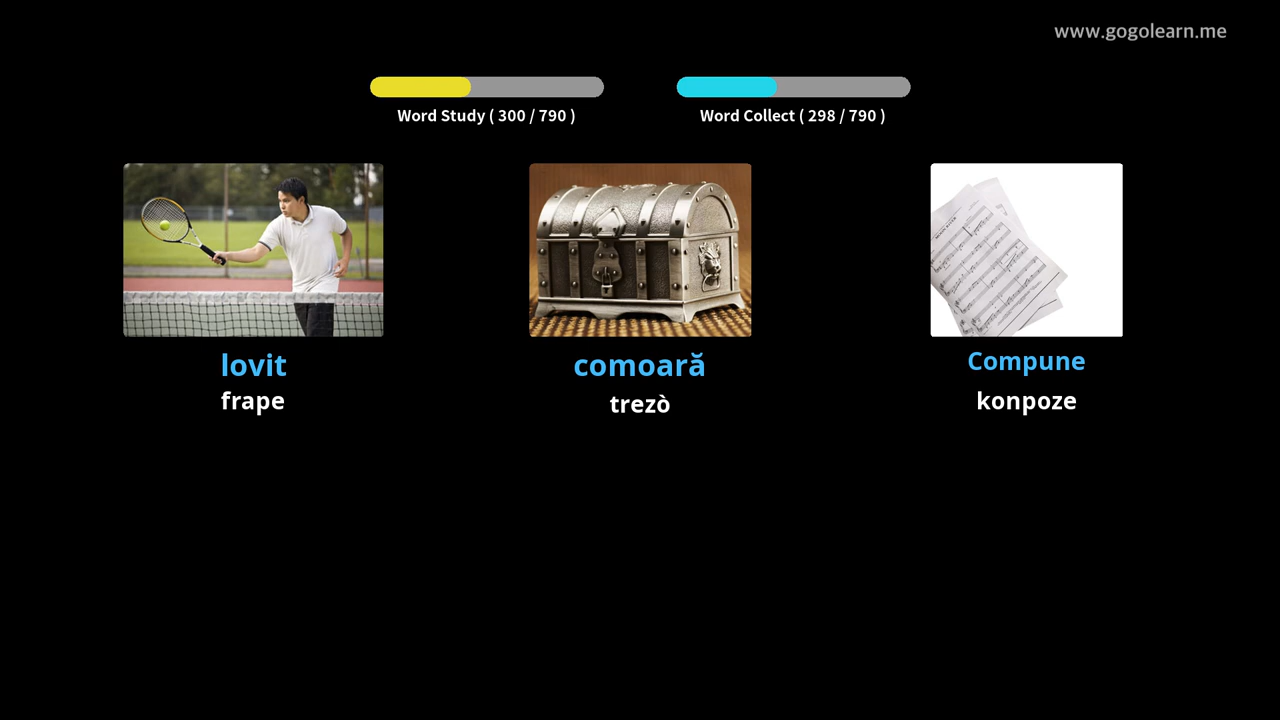 www.gogolearn.me
Word Study ( 300 / 790 )
Word Collect ( 298 / 790 )
lovit
frape
comoară
trezò
Compune
konpoze